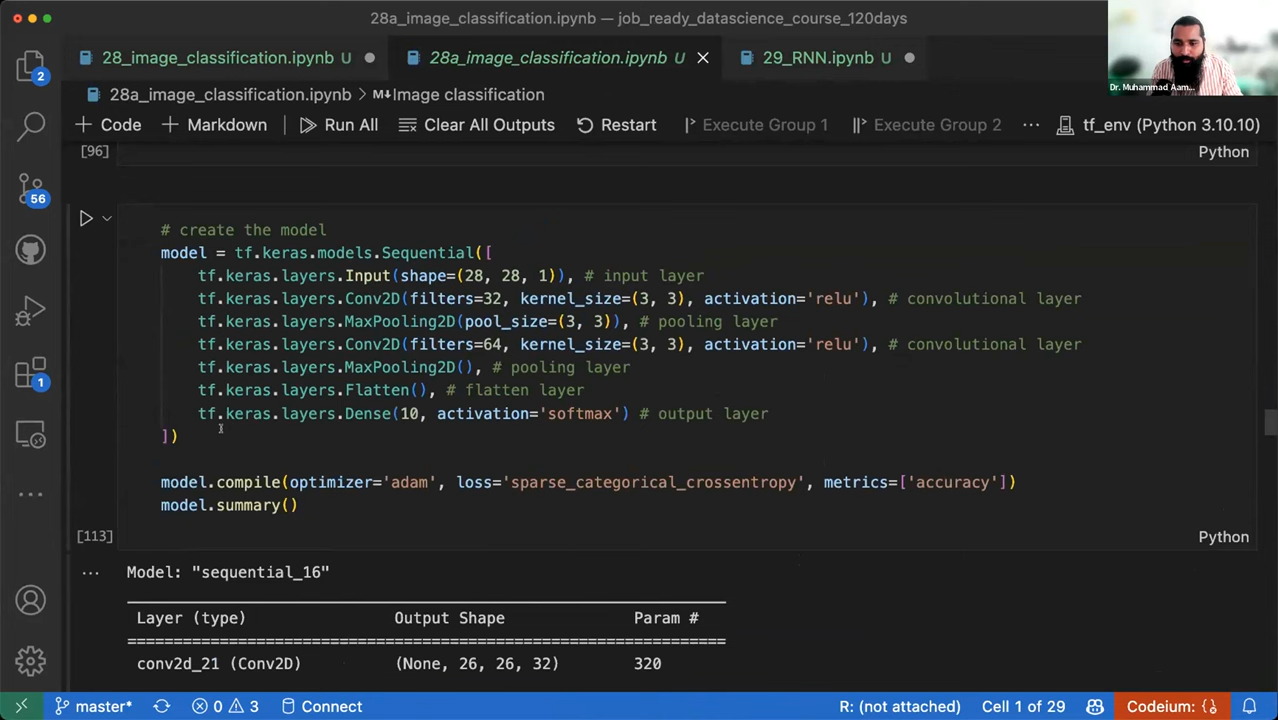 28a_image_classification.ipynb — job_ready_datascience_course_120days
28_image_classification.ipynb U
28a_image_classification.ipynb U
29_RNN.ipynb U
28a_image_classification.ipynb > M↓Image classification
+ Code + Markdown | Run All Clear All Outputs Restart Execute Group 1 Execute Group 2 ... tf_env (Python 3.10.10)
Dr. Muhammad Aam...
2
56
1
[96] Python
# create the model
model = tf.keras.models.Sequential([
tf.keras.layers.Input(shape=(28, 28, 1)), # input layer
tf.keras.layers.Conv2D(filters=32, kernel_size=(3, 3), activation='relu'), # convolutional layer
tf.keras.layers.MaxPooling2D(pool_size=(3, 3)), # pooling layer
tf.keras.layers.Conv2D(filters=64, kernel_size=(3, 3), activation='relu'), # convolutional layer
tf.keras.layers.MaxPooling2D(), # pooling layer
tf.keras.layers.Flatten(), # flatten layer
tf.keras.layers.Dense(10, activation='softmax') # output layer
])
model.compile(optimizer='adam', loss='sparse_categorical_crossentropy', metrics=['accuracy'])
model.summary()
[113] Python
... Model: "sequential_16"
Layer (type) Output Shape Param #
=================================================================
conv2d_21 (Conv2D) (None, 26, 26, 32) 320
master* 0 3 Connect R: (not attached) Cell 1 of 29 Codeium: {}